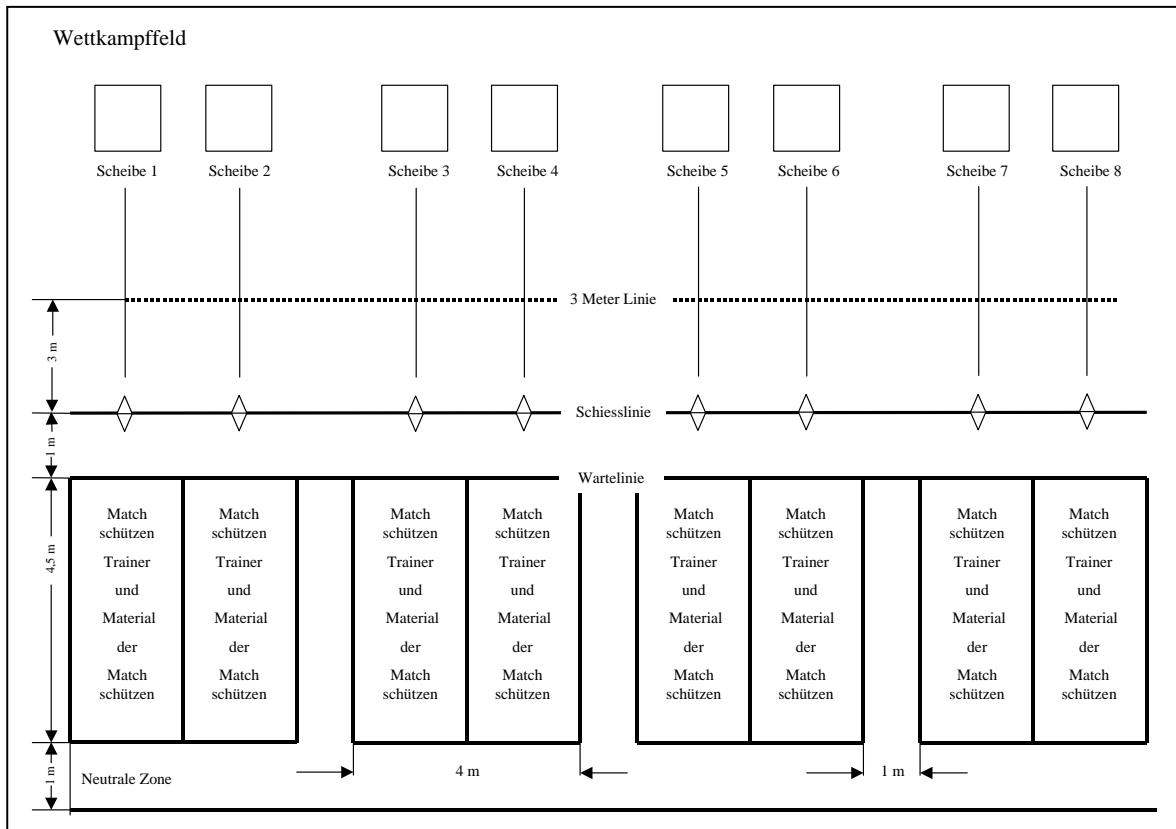 Wettkampffeld
Scheibe 1
Scheibe 2
Scheibe 3
Scheibe 4
Scheibe 5
Scheibe 6
Scheibe 7
Scheibe 8
3 Meter Linie
3 m
Schiesslinie
1 m
Wartelinie
4,5 m
Match
schützen
Trainer
und
Material
der
Match
schützen
Match
schützen
Trainer
und
Material
der
Match
schützen
Match
schützen
Trainer
und
Material
der
Match
schützen
Match
schützen
Trainer
und
Material
der
Match
schützen
Match
schützen
Trainer
und
Material
der
Match
schützen
Match
schützen
Trainer
und
Material
der
Match
schützen
Match
schützen
Trainer
und
Material
der
Match
schützen
Match
schützen
Trainer
und
Material
der
Match
schützen
1 m
Neutrale Zone
4 m
1 m